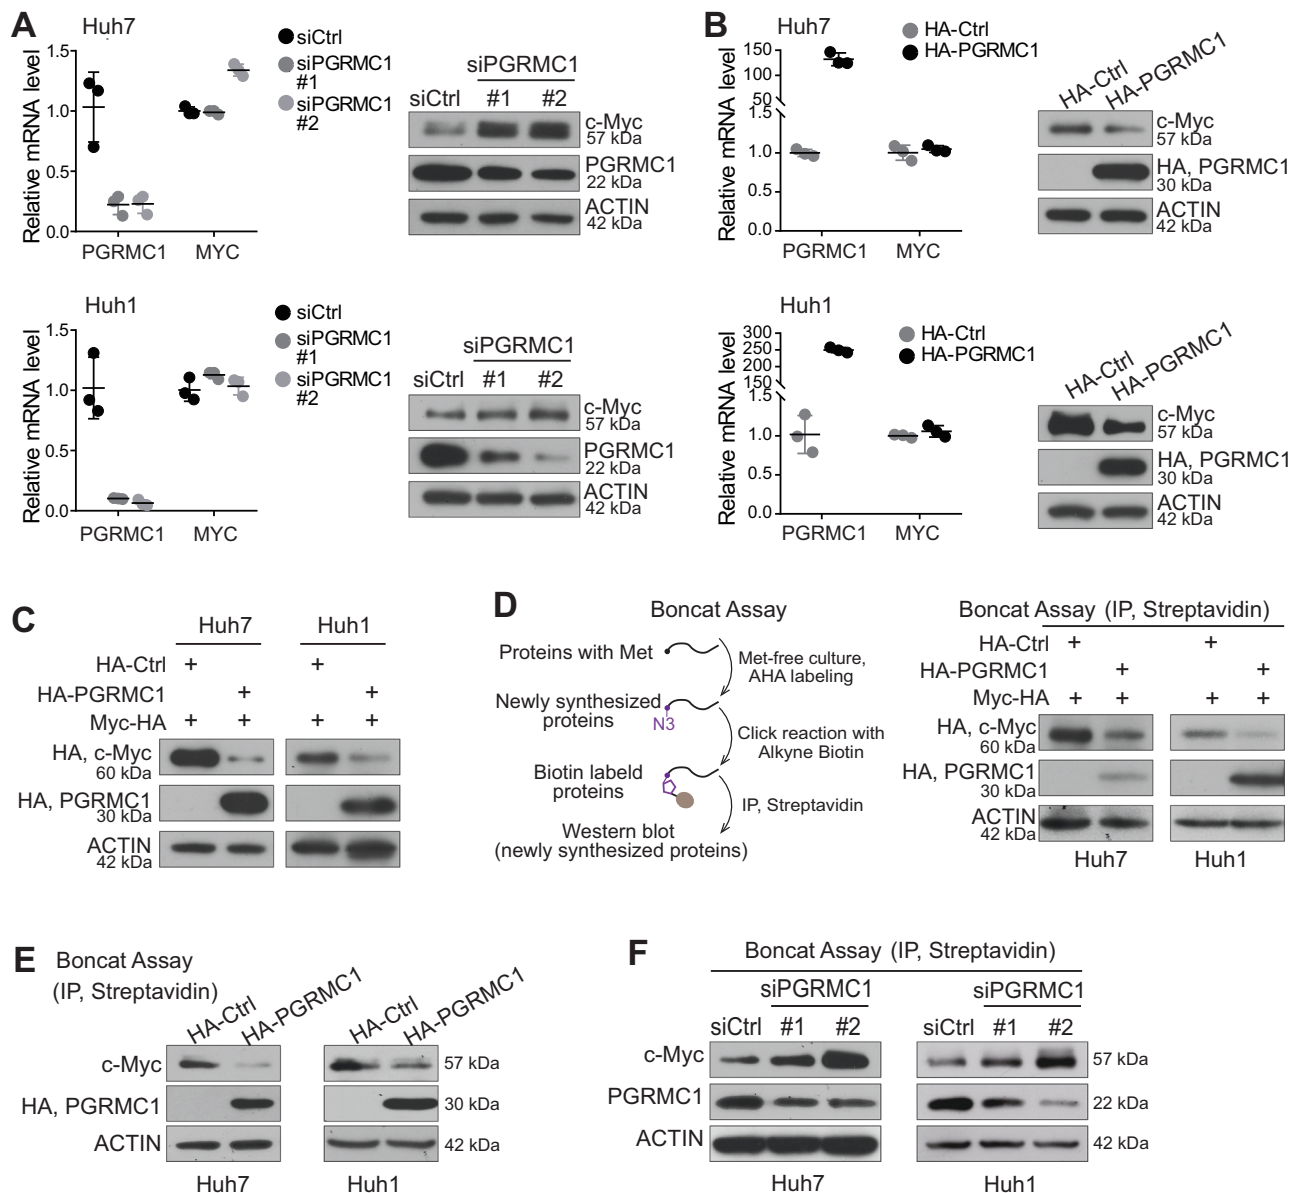 A
Huh7
Relative mRNA level
1.5
1.0
0.5
0.0
PGRMC1
MYC
siCtrl
siPGRMC1
#1
siPGRMC1
#2
siPGRMC1
siCtrl #1 #2
c-Myc
57 kDa
PGRMC1
22 kDa
ACTIN
42 kDa
Huh1
Relative mRNA level
1.5
1.0
0.5
0.0
PGRMC1
MYC
siCtrl
siPGRMC1
#1
siPGRMC1
#2
siPGRMC1
siCtrl #1 #2
c-Myc
57 kDa
PGRMC1
22 kDa
ACTIN
42 kDa
B
Huh7
Relative mRNA level
150
100
50
1.5
1.0
0.5
0.0
PGRMC1
MYC
HA-Ctrl
HA-PGRMC1
HA-Ctrl
HA-PGRMC1
c-Myc
57 kDa
HA, PGRMC1
30 kDa
ACTIN
42 kDa
Huh1
Relative mRNA level
300
250
200
150
1.5
1.0
0.5
0.0
PGRMC1
MYC
HA-Ctrl
HA-PGRMC1
HA-Ctrl
HA-PGRMC1
c-Myc
57 kDa
HA, PGRMC1
30 kDa
ACTIN
42 kDa
C
Huh7 Huh1
HA-Ctrl + +
HA-PGRMC1 + +
Myc-HA + + + +
HA, c-Myc
60 kDa
HA, PGRMC1
30 kDa
ACTIN
42 kDa
D
Boncat Assay
Proteins with Met
Met-free culture,
AHA labeling
Newly synthesized
proteins
N3
Click reaction with
Alkyne Biotin
Biotin labeld
proteins
IP, Streptavidin
Western blot
(newly synthesized proteins)
Boncat Assay (IP, Streptavidin)
HA-Ctrl + +
HA-PGRMC1 + +
Myc-HA + + + +
HA, c-Myc
60 kDa
HA, PGRMC1
30 kDa
ACTIN
42 kDa
Huh7 Huh1
E
Boncat Assay
(IP, Streptavidin)
HA-Ctrl
HA-PGRMC1
HA-Ctrl
HA-PGRMC1
c-Myc 57 kDa
HA, PGRMC1 30 kDa
ACTIN 42 kDa
Huh7 Huh1
F
Boncat Assay (IP, Streptavidin)
siPGRMC1 siPGRMC1
siCtrl #1 #2 siCtrl #1 #2
c-Myc 57 kDa
PGRMC1 22 kDa
ACTIN 42 kDa
Huh7 Huh1